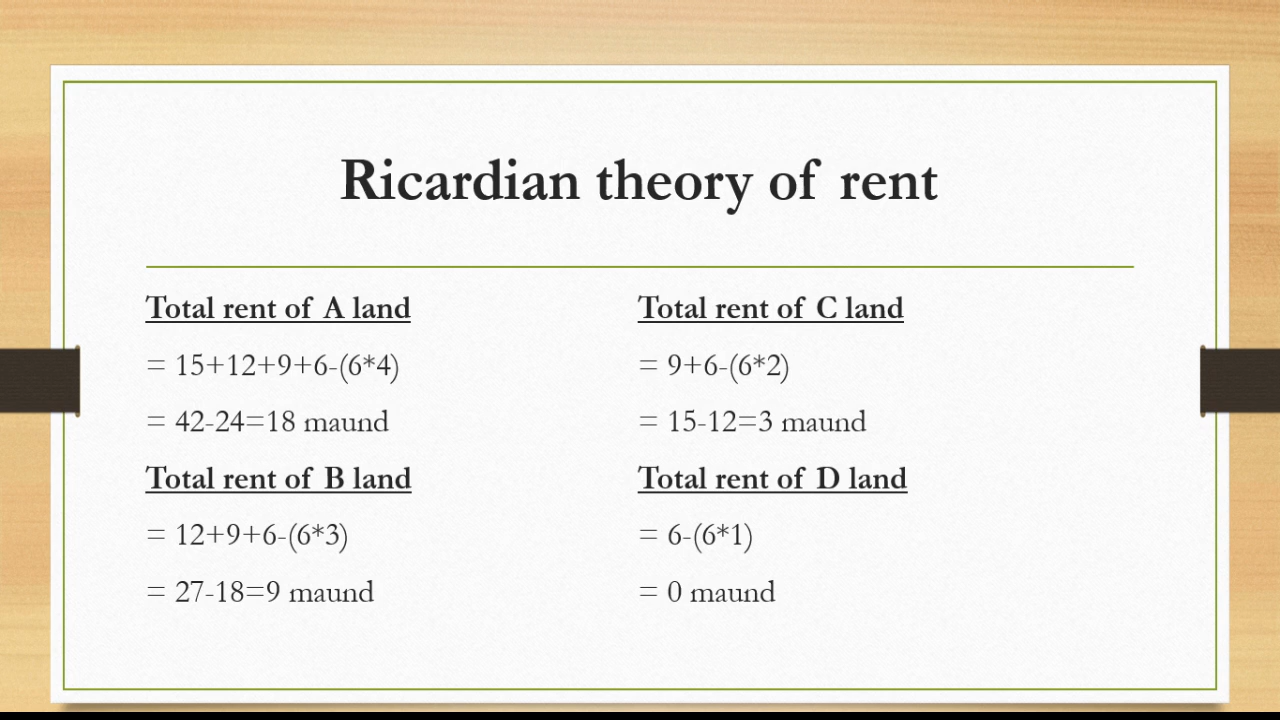 Ricardian theory of rent
Total rent of A land
= 15+12+9+6-(6*4)
= 42-24=18 maund
Total rent of B land
= 12+9+6-(6*3)
= 27-18=9 maund
Total rent of C land
= 9+6-(6*2)
= 15-12=3 maund
Total rent of D land
= 6-(6*1)
= 0 maund